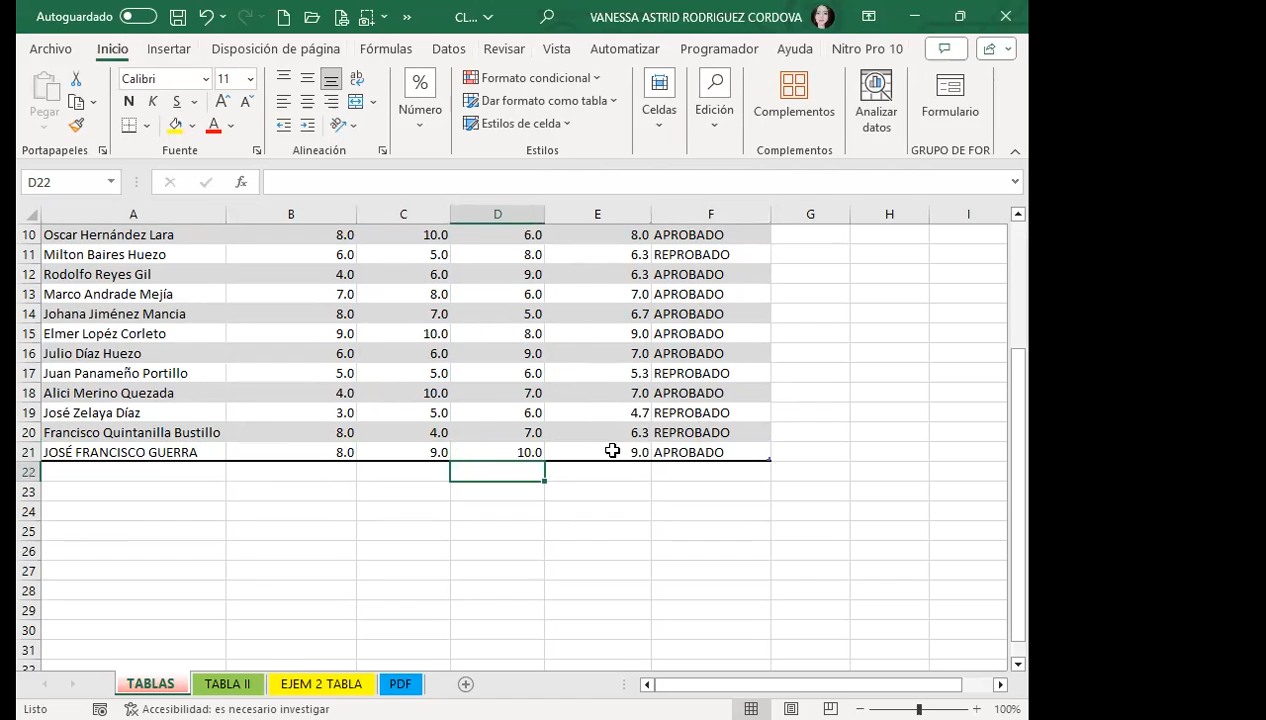 Autoguardado CL... VANESSA ASTRID RODRIGUEZ CORDOVA
Archivo Inicio Insertar Disposición de página Fórmulas Datos Revisar Vista Automatizar Programador Ayuda Nitro Pro 10
Pegar Calibri 11 Número Formato condicional Celdas Edición Complementos Analizar datos Formulario
N K S A A Dar formato como tabla
A Estilos de celda
Portapapeles Fuente Alineación Estilos Complementos GRUPO DE FOR
D22 fx
A B C D E F G H I
10 Oscar Hernández Lara 8.0 10.0 6.0 8.0 APROBADO
11 Milton Baires Huezo 6.0 5.0 8.0 6.3 REPROBADO
12 Rodolfo Reyes Gil 4.0 6.0 9.0 6.3 APROBADO
13 Marco Andrade Mejía 7.0 8.0 6.0 7.0 APROBADO
14 Johana Jiménez Mancia 8.0 7.0 5.0 6.7 APROBADO
15 Elmer Lopéz Corleto 9.0 10.0 8.0 9.0 APROBADO
16 Julio Díaz Huezo 6.0 6.0 9.0 7.0 APROBADO
17 Juan Panameño Portillo 5.0 5.0 6.0 5.3 REPROBADO
18 Alici Merino Quezada 4.0 10.0 7.0 7.0 APROBADO
19 José Zelaya Díaz 3.0 5.0 6.0 4.7 REPROBADO
20 Francisco Quintanilla Bustillo 8.0 4.0 7.0 6.3 REPROBADO
21 JOSÉ FRANCISCO GUERRA 8.0 9.0 10.0 9.0 APROBADO
22
23
24
25
26
27
28
29
30
31
32
TABLAS TABLA II EJEM 2 TABLA PDF
Listo Accesibilidad: es necesario investigar 100%